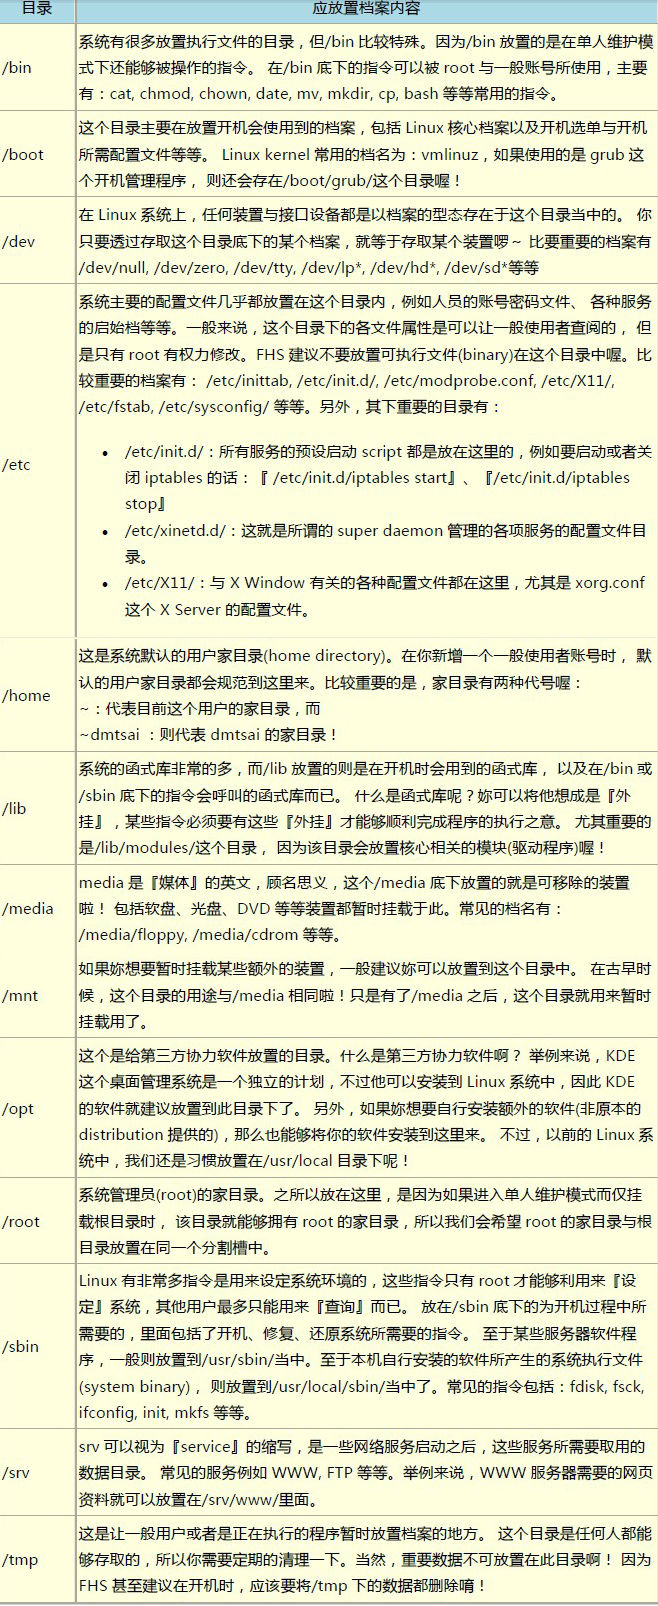 目录 应放置档案内容
/bin
系统有很多放置执行文件的目录，但/bin 比较特殊。因为/bin 放置的是在单人维护模
式下还能够被操作的指令。 在/bin 底下的指令可以被 root 与一般账号所使用，主要
有：cat, chmod, chown, date, mv, mkdir, cp, bash 等等常用的指令。
/boot
这个目录主要在放置开机会使用到的档案，包括 Linux 核心档案以及开机选单与开机
所需配置文件等等。 Linux kernel 常用的档名为：vmlinuz，如果使用的是 grub 这
个开机管理程序， 则还会存在/boot/grub/这个目录喔！
/dev
在 Linux 系统上，任何装置与接口设备都是以档案的型态存在于这个目录当中的。 你
只要透过存取这个目录底下的某个档案，就等于存取某个装置啰～ 比要重要的档案有
/dev/null, /dev/zero, /dev/tty, /dev/lp*, /dev/hd*, /dev/sd*等等
/etc
系统主要的配置文件几乎都放置在这个目录内，例如人员的账号密码文件、 各种服务
的启始档等等。一般来说，这个目录下的各文件属性是可以让一般使用者查阅的， 但
是只有 root 有权力修改。FHS 建议不要放置可执行文件(binary)在这个目录中喔。比
较重要的档案有： /etc/inittab, /etc/init.d/, /etc/modprobe.conf, /etc/X11/,
/etc/fstab, /etc/sysconfig/ 等等。另外，其下重要的目录有：
• /etc/init.d/：所有服务的预设启动 script 都是放在这里的，例如要启动或者关
闭 iptables 的话：『 /etc/init.d/iptables start』、『/etc/init.d/iptables
stop』
• /etc/xinetd.d/：这就是所谓的 super daemon 管理的各项服务的配置文件目
录。
• /etc/X11/：与 X Window 有关的各种配置文件都在这里，尤其是 xorg.conf
这个 X Server 的配置文件。
/home
这是系统默认的用户家目录(home directory)。在你新增一个一般使用者账号时， 默
认的用户家目录都会规范到这里来。比较重要的是，家目录有两种代号喔：
~：代表目前这个用户的家目录，而
~dmtsai ：则代表 dmtsai 的家目录！
/lib
系统的函式库非常的多，而/lib 放置的则是在开机时会用到的函式库， 以及在/bin 或
/sbin 底下的指令会呼叫的函式库而已。 什么是函式库呢？妳可以将他想成是『外
挂』，某些指令必须要有这些『外挂』才能够顺利完成程序的执行之意。 尤其重要的
是/lib/modules/这个目录， 因为该目录会放置核心相关的模块(驱动程序)喔！
/media
media 是『媒体』的英文，顾名思义，这个/media 底下放置的就是可移除的装置
啦！ 包括软盘、光盘、DVD 等等装置都暂时挂载于此。常见的档名有：
/media/floppy, /media/cdrom 等等。
/mnt
如果妳想要暂时挂载某些额外的装置，一般建议妳可以放置到这个目录中。 在古早时
候，这个目录的用途与/media 相同啦！只是有了/media 之后，这个目录就用来暂时
挂载用了。
/opt
这个是给第三方协力软件放置的目录。什么是第三方协力软件啊？ 举例来说，KDE
这个桌面管理系统是一个独立的计划，不过他可以安装到 Linux 系统中，因此 KDE
的软件就建议放置到此目录下了。 另外，如果妳想要自行安装额外的软件(非原本的
distribution 提供的)，那么也能够将你的软件安装到这里来。 不过，以前的 Linux 系
统中，我们还是习惯放置在/usr/local 目录下呢！
/root
系统管理员(root)的家目录。之所以放在这里，是因为如果进入单人维护模式而仅挂
载根目录时， 该目录就能够拥有 root 的家目录，所以我们会希望 root 的家目录与根
目录放置在同一个分割槽中。
/sbin
Linux 有非常多指令是用来设定系统环境的，这些指令只有 root 才能够利用来『设
定』系统，其他用户最多只能用来『查询』而已。 放在/sbin 底下的为开机过程中所
需要的，里面包括了开机、修复、还原系统所需要的指令。 至于某些服务器软件程
序，一般则放置到/usr/sbin/当中。至于本机自行安装的软件所产生的系统执行文件
(system binary)， 则放置到/usr/local/sbin/当中了。常见的指令包括：fdisk, fsck,
ifconfig, init, mkfs 等等。
/srv
srv 可以视为『service』的缩写，是一些网络服务启动之后，这些服务所需要取用的
数据目录。 常见的服务例如 WWW, FTP 等等。举例来说，WWW 服务器需要的网页
资料就可以放置在/srv/www/里面。
/tmp
这是让一般用户或者是正在执行的程序暂时放置档案的地方。 这个目录是任何人都能
够存取的，所以你需要定期的清理一下。当然，重要数据不可放置在此目录啊！ 因为
FHS 甚至建议在开机时，应该要将/tmp 下的数据都删除唷！